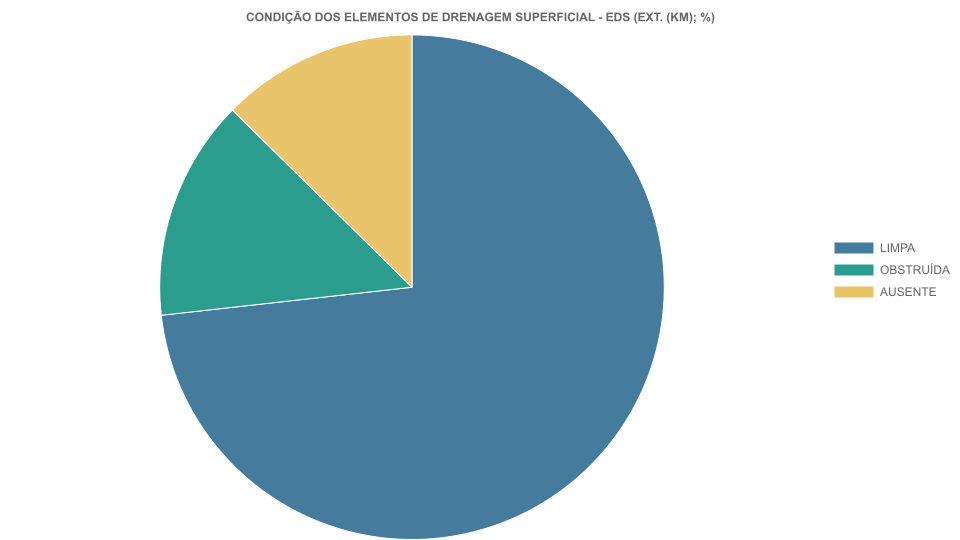 CONDIÇÃO DOS ELEMENTOS DE DRENAGEM SUPERFICIAL - EDS (EXT. (KM); %)
LIMPA
OBSTRUÍDA
AUSENTE